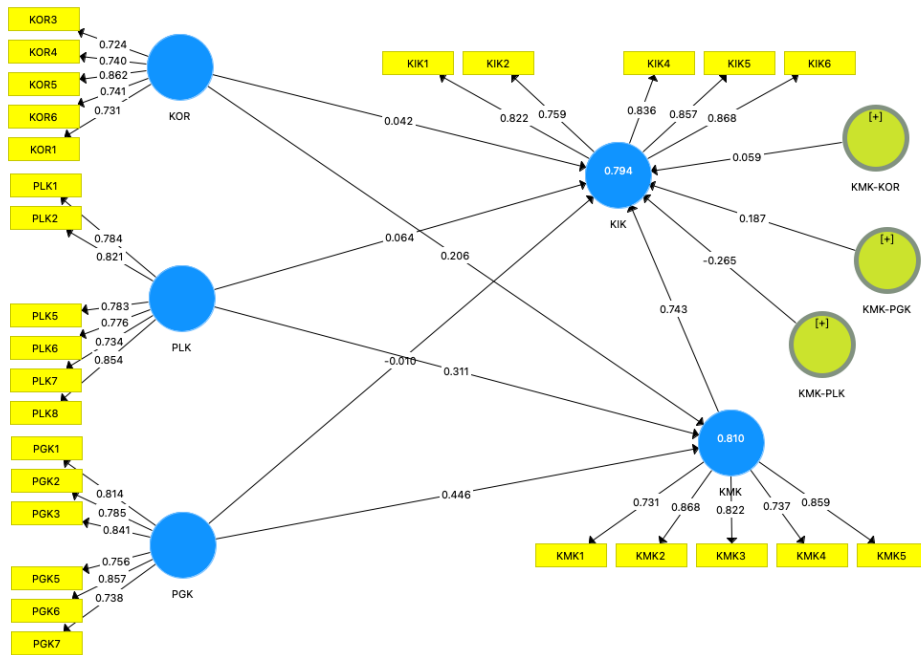 KOR3
KOR4
KOR5
KOR6
KOR1
0.724
0.740
0.862
0.741
0.731
KOR
PLK1
PLK2
PLK5
PLK6
PLK7
PLK8
0.784
0.821
0.783
0.776
0.734
0.854
PLK
PGK1
PGK2
PGK3
PGK5
PGK6
PGK7
0.814
0.785
0.841
0.756
0.857
0.738
PGK
0.042
0.206
0.064
0.311
-0.010
0.446
0.743
KIK1
KIK2
KIK4
KIK5
KIK6
0.822
0.759
0.836
0.857
0.868
0.794
KIK
[+]
KMK-KOR
0.059
[+]
KMK-PGK
0.187
[+]
KMK-PLK
-0.265
0.810
KMK
0.731
0.868
0.822
0.737
0.859
KMK1
KMK2
KMK3
KMK4
KMK5